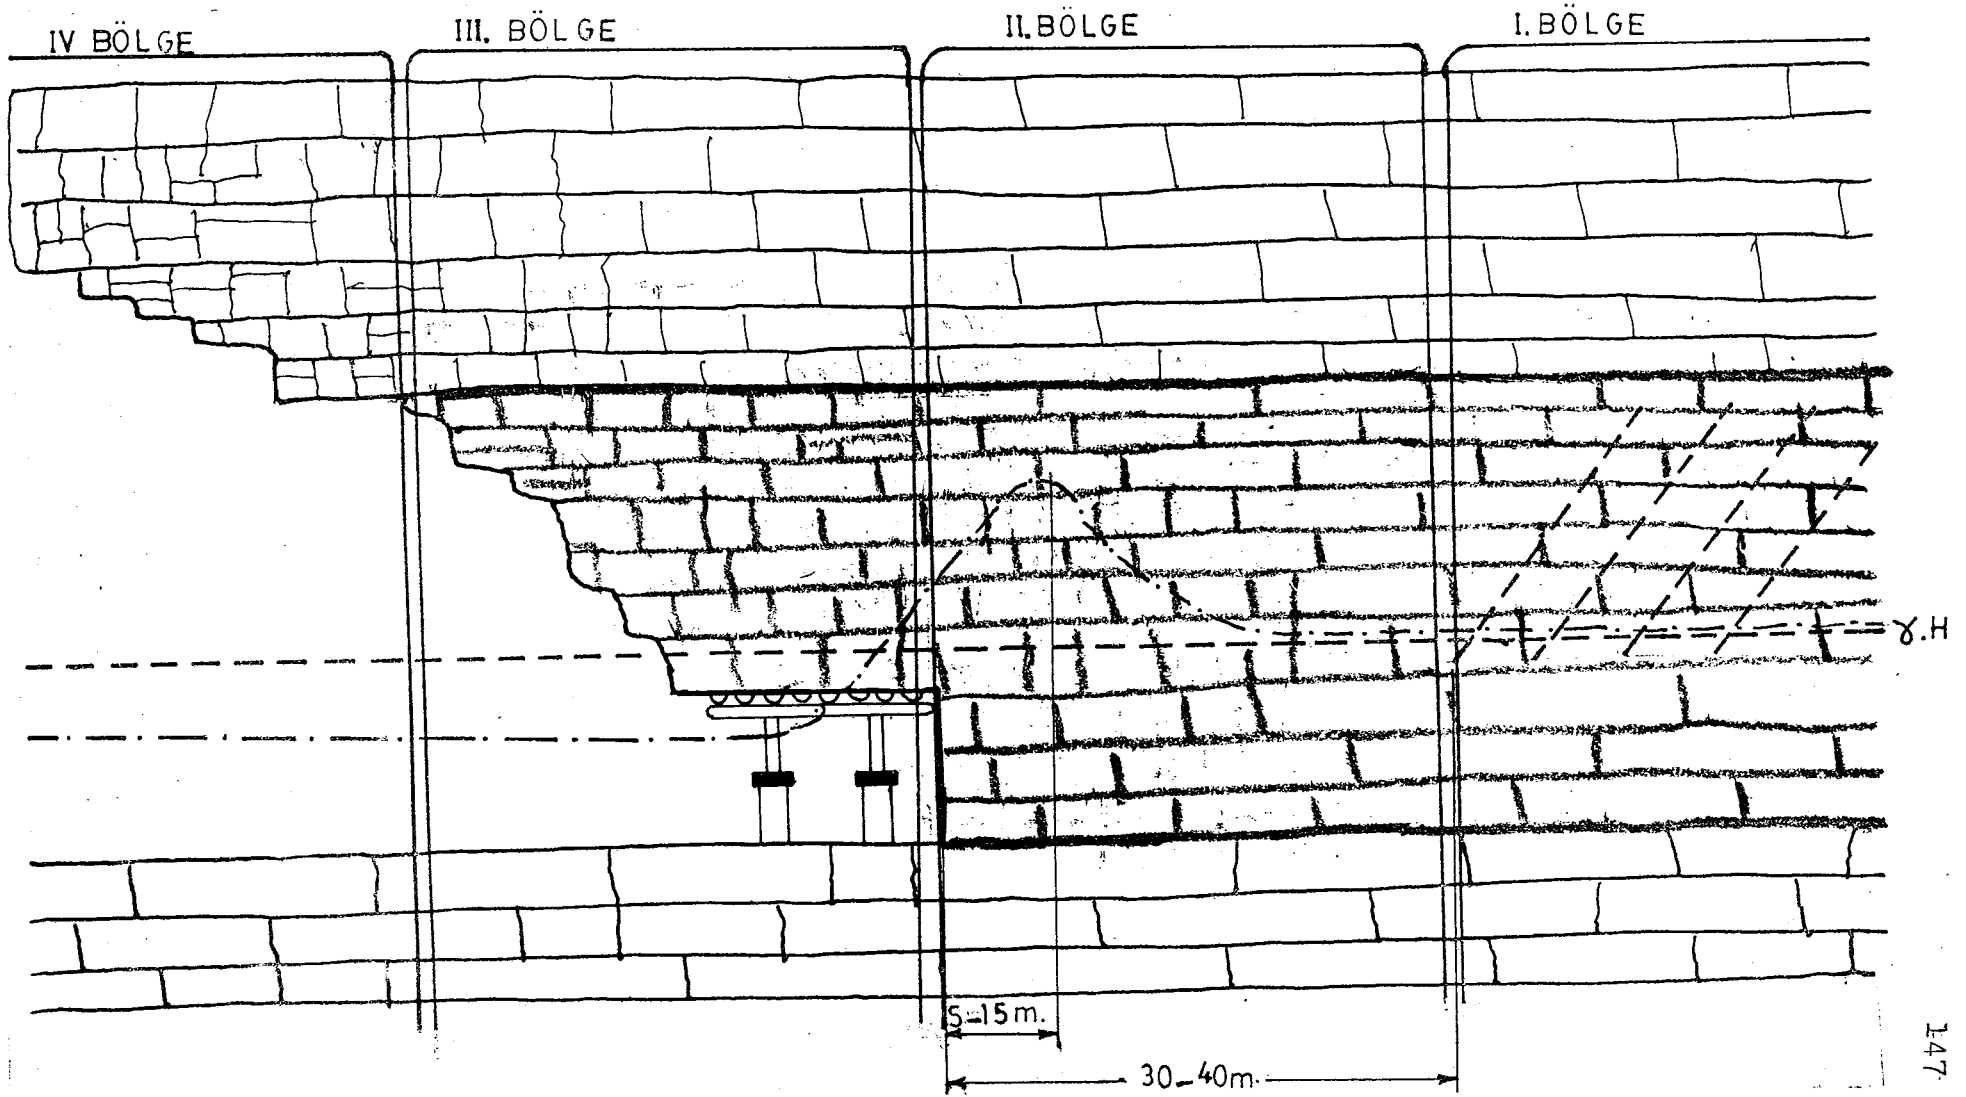 IV BÖLGE
III. BÖLGE
II.BÖLGE
I.BÖLGE
γ.H
5-15m.
30-40m.
147